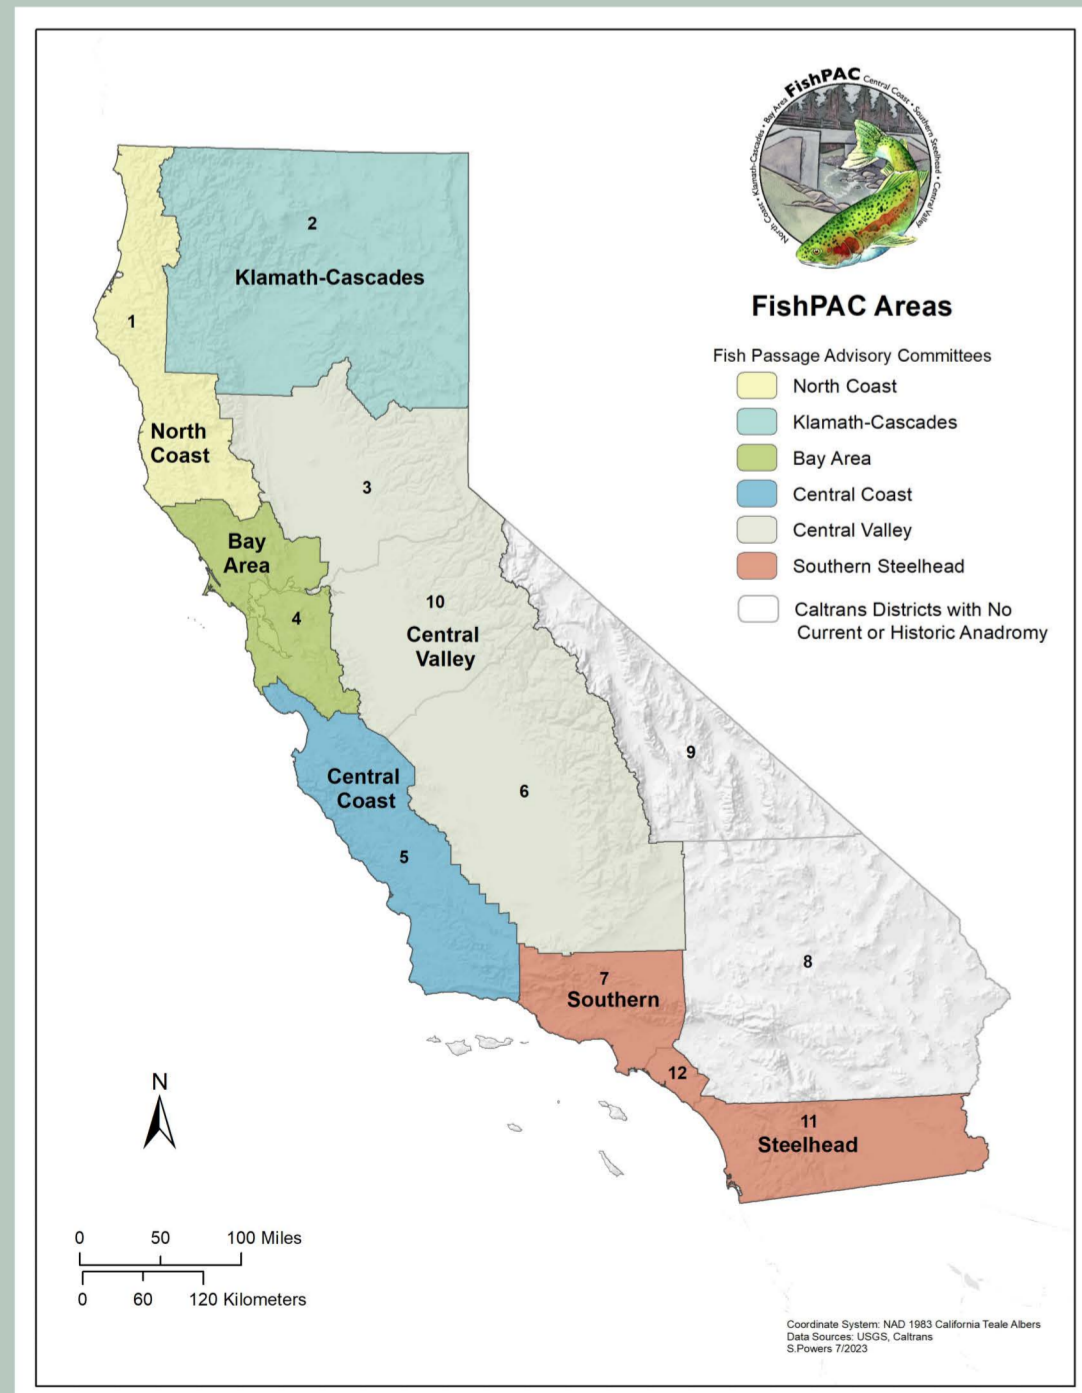 FishPAC
North Coast • Klamath-Cascades • Bay Area
Central Coast • Southern Steelhead • Central Valley
FishPAC Areas
Fish Passage Advisory Committees
North Coast
Klamath-Cascades
Bay Area
Central Coast
Central Valley
Southern Steelhead
Caltrans Districts with No
Current or Historic Anadromy
2
Klamath-Cascades
1
North
Coast
3
Bay
Area
4
10
Central
Valley
9
Central
Coast
6
5
8
7
Southern
12
11
Steelhead
N
0 50 100 Miles
0 60 120 Kilometers
Coordinate System: NAD 1983 California Teale Albers
Data Sources: USGS, Caltrans
S.Powers 7/2023